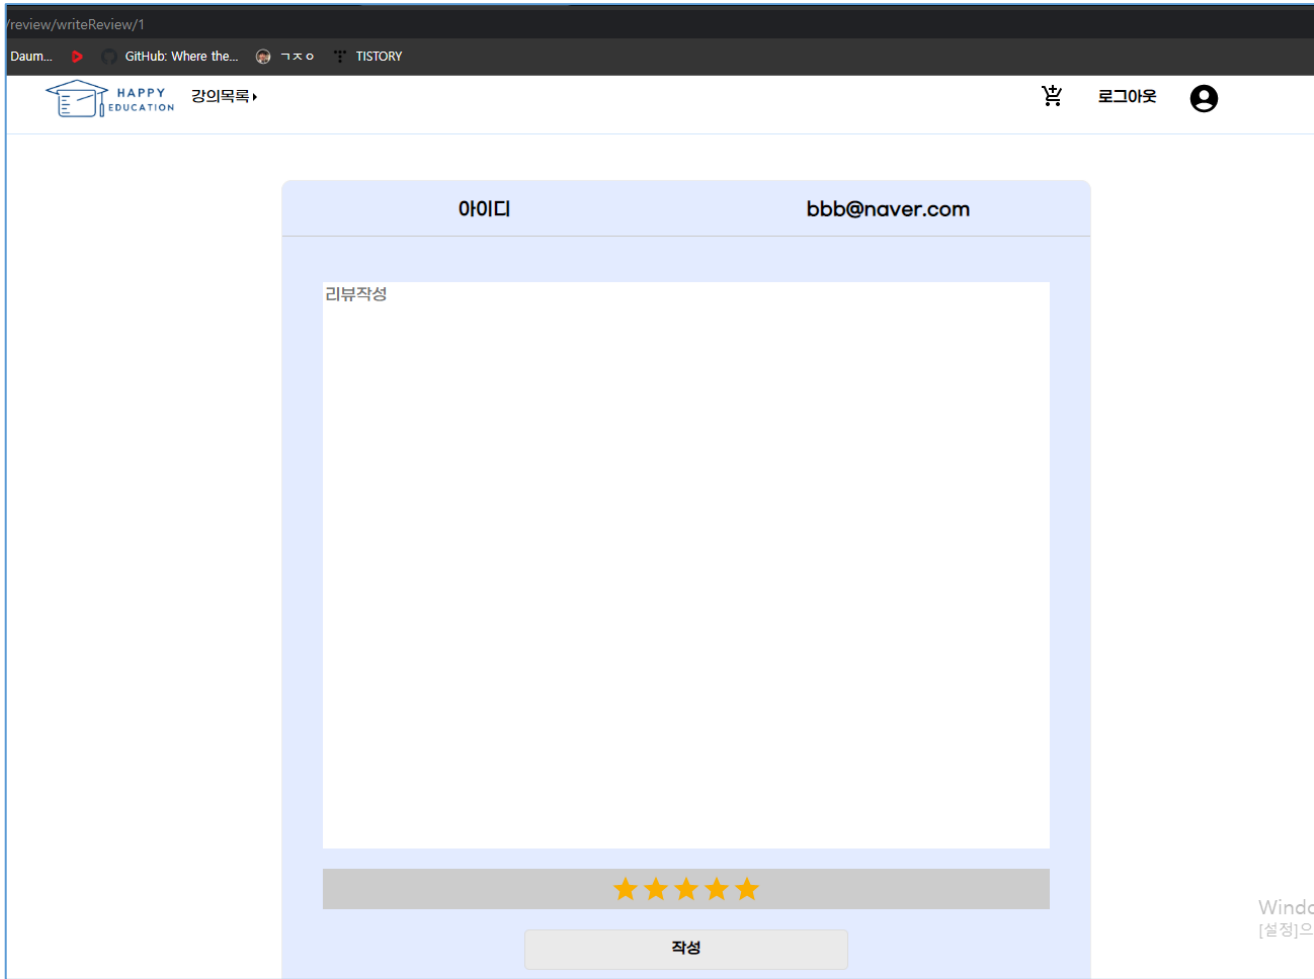 /review/writeReview/1
Daum... GitHub: Where the... ㄱㅈㅇ TISTORY
HAPPY EDUCATION 강의목록 로그아웃
아이디 bbb@naver.com
리뷰작성
작성
[설정]으